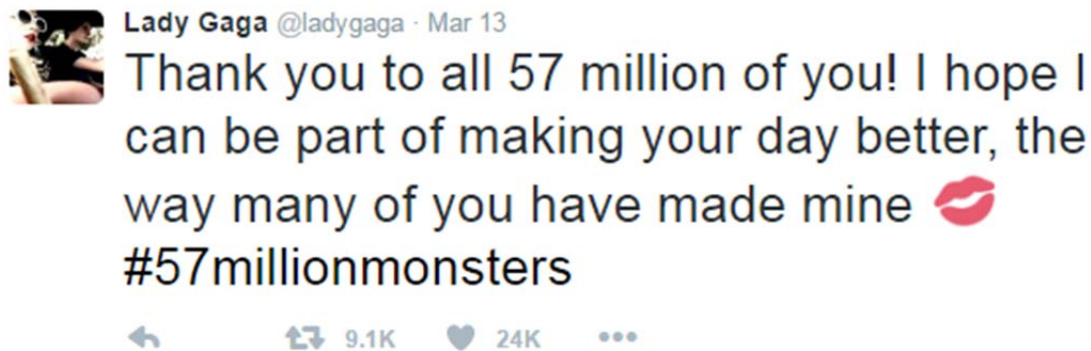 Lady Gaga @ladygaga · Mar 13
Thank you to all 57 million of you! I hope I
can be part of making your day better, the
way many of you have made mine 💋
#57millionmonsters
9.1K 24K